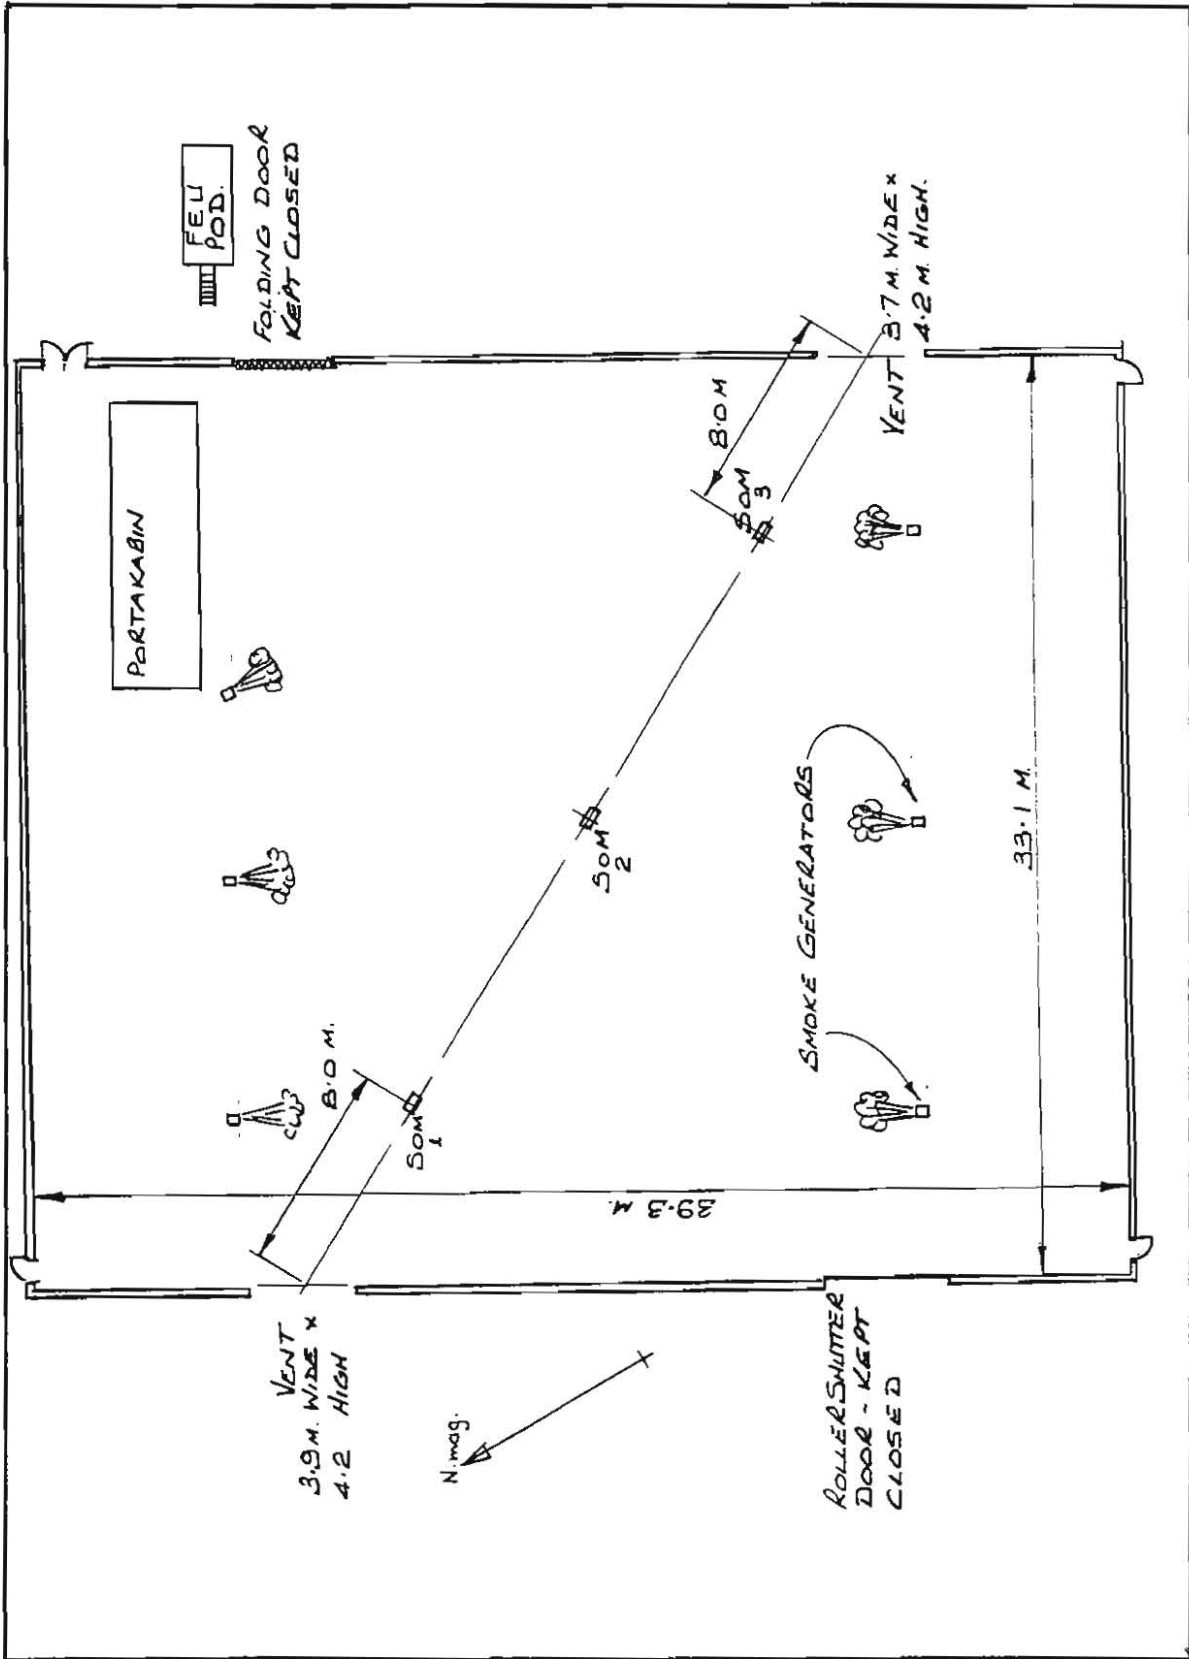 FEU
POD.
FOLDING DOOR
KEPT CLOSED
PORTAKABIN
8.0 M
SOM
3
VENT 3.7 M. WIDE x
4.2 M. HIGH.
SOM
2
8.0 M.
SOM
1
SMOKE GENERATORS
33.1 M.
39.3 M.
VENT
3.9 M. WIDE x
4.2 HIGH
N. mag.
ROLLER SHUTTER
DOOR - KEPT
CLOSED